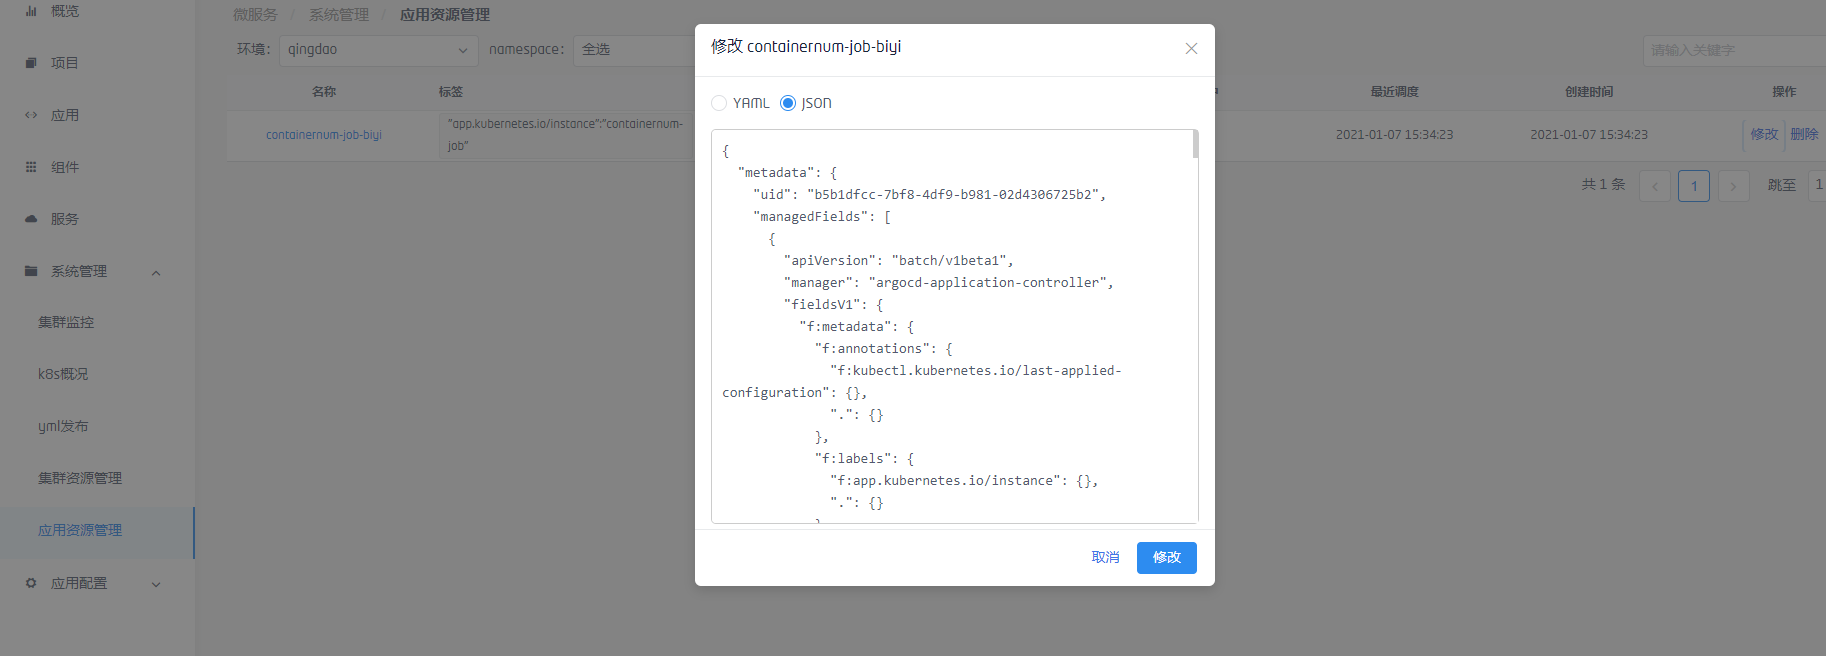 概览
项目
应用
组件
服务
系统管理
集群监控
k8s概况
yml发布
集群资源管理
应用资源管理
应用配置
微服务 / 系统管理 / 应用资源管理
环境： qingdao namespace： 全选 请输入关键字
名称 标签 最近调度 创建时间 操作
containernum-job-biyi "app.kubernetes.io/instance":"containernum-
job" 2021-01-07 15:34:23 2021-01-07 15:34:23 修改 删除
共 1 条 < 1 > 跳至 1
修改 containernum-job-biyi
YAML JSON
{
"metadata": {
"uid": "b5b1dfcc-7bf8-4df9-b981-02d4306725b2",
"managedFields": [
{
"apiVersion": "batch/v1beta1",
"manager": "argocd-application-controller",
"fieldsV1": {
"f:metadata": {
"f:annotations": {
"f:kubectl.kubernetes.io/last-applied-
configuration": {},
".": {}
},
"f:labels": {
"f:app.kubernetes.io/instance": {},
".": {}
取消 修改